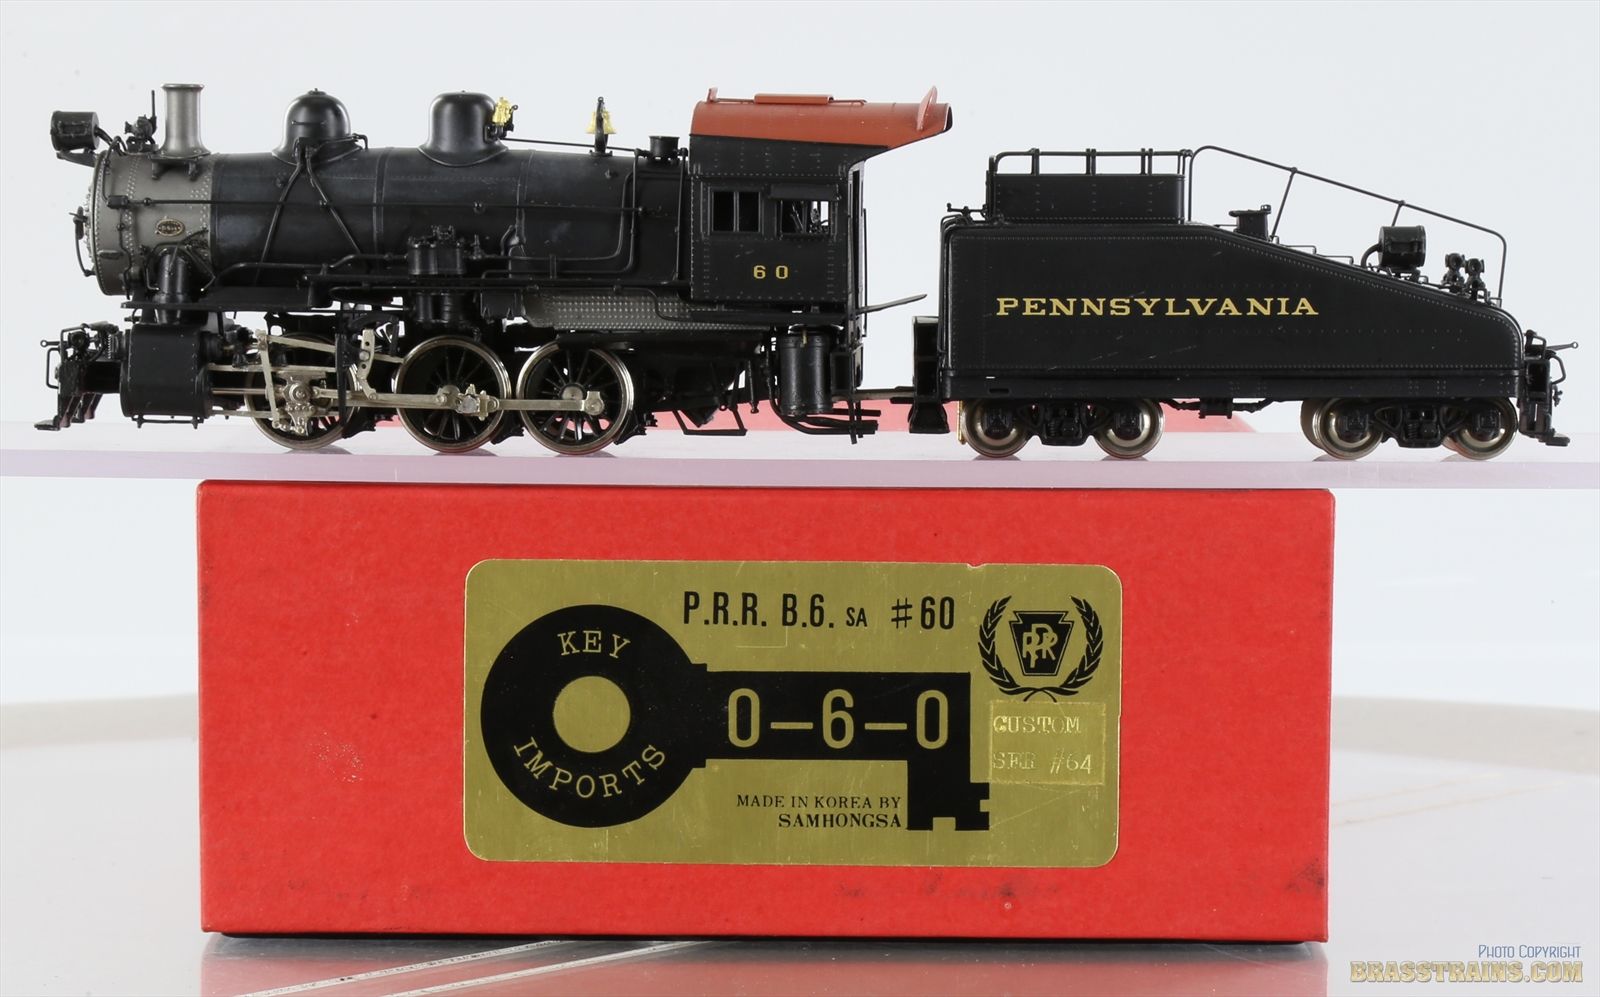 60
PENNSYLVANIA
P.R.R. B.6. SA #60
KEY
IMPORTS
0-6-0
PRR
CUSTOM
SER #64
MADE IN KOREA BY
SAMHONGSA
PHOTO COPYRIGHT
BRASSTRAINS.COM